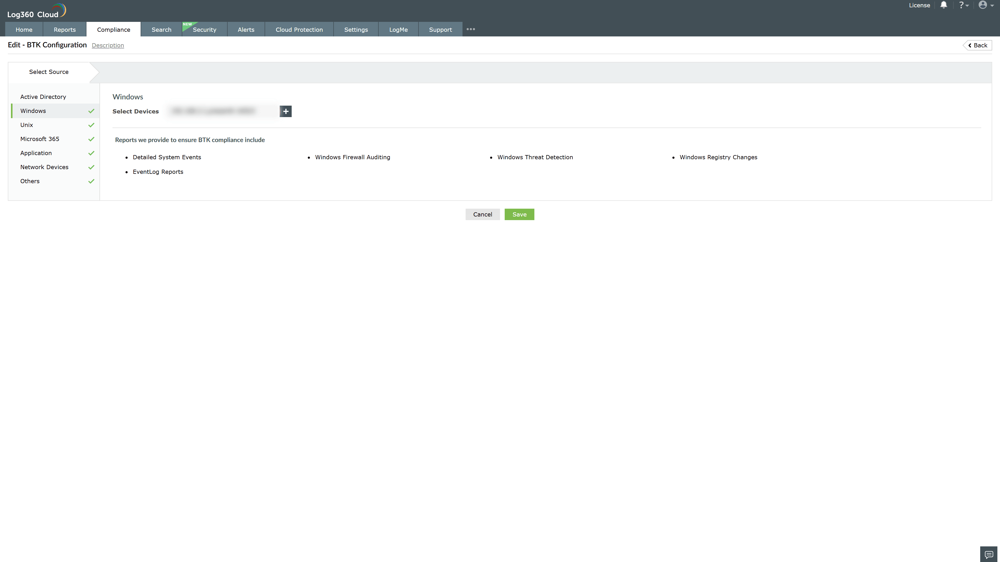 License
?
Log360 Cloud
Home Reports Compliance Search NEW Security Alerts Cloud Protection Settings LogMe Support
Edit - BTK Configuration Description
Back
Select Source
Active Directory
Windows
Unix
Microsoft 365
Application
Network Devices
Others
Windows
Select Devices
Reports we provide to ensure BTK compliance include
• Detailed System Events • Windows Firewall Auditing • Windows Threat Detection • Windows Registry Changes
• EventLog Reports
Cancel Save